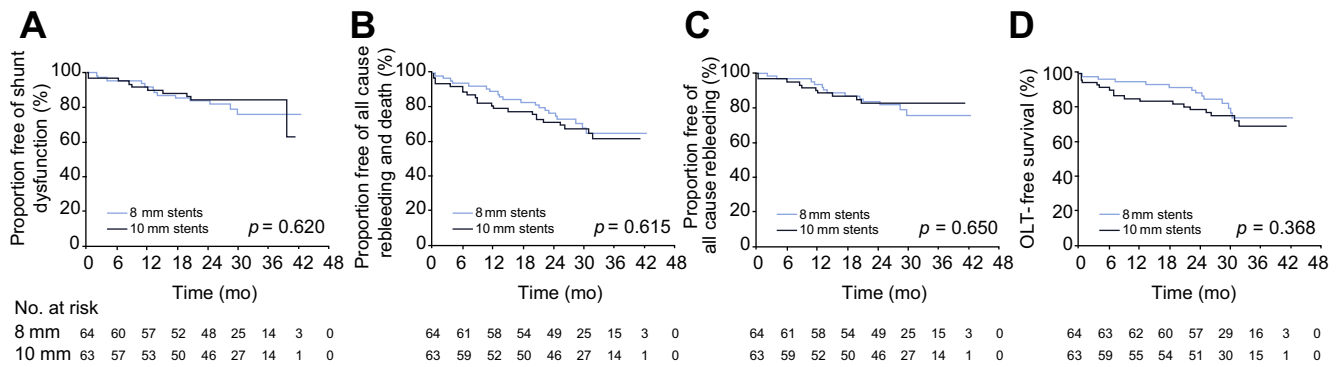 A
Proportion free of shunt
dysfunction (%)
100
80
60
40
20
0
8 mm stents
10 mm stents
p = 0.620
0 6 12 18 24 30 36 42 48
Time (mo)
B
Proportion free of all cause
rebleeding and death (%)
100
80
60
40
20
0
8 mm stents
10 mm stents
p = 0.615
0 6 12 18 24 30 36 42 48
Time (mo)
C
Proportion free of
all cause rebleeding (%)
100
80
60
40
20
0
8 mm stents
10 mm stents
p = 0.650
0 6 12 18 24 30 36 42 48
Time (mo)
D
OLT- free survival (%)
100
80
60
40
20
0
8 mm stents
10 mm stents
p = 0.368
0 6 12 18 24 30 36 42 48
Time (mo)
No. at risk
8 mm 64 60 57 52 48 25 14 3 0 64 61 58 54 49 25 15 3 0 64 61 58 54 49 25 15 3 0 64 63 62 60 57 29 16 3 0
10 mm 63 57 53 50 46 27 14 1 0 63 59 52 50 46 27 14 1 0 63 59 52 50 46 27 14 1 0 63 59 55 54 51 30 15 1 0